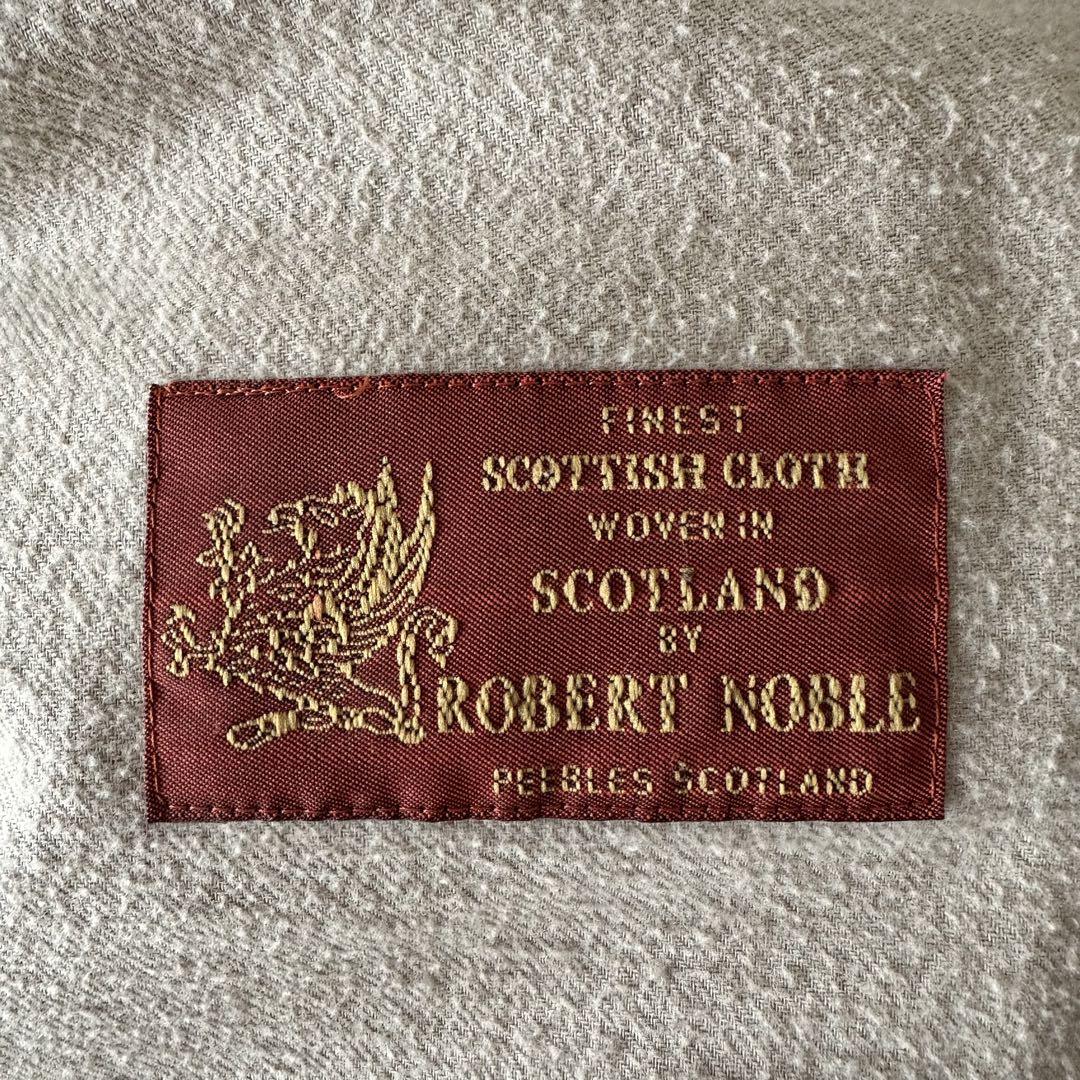 FINEST
SCOTTISH CLOTH
WOVEN IN
SCOTLAND
BY
ROBERT NOBLE
PEEBLES SCOTLAND